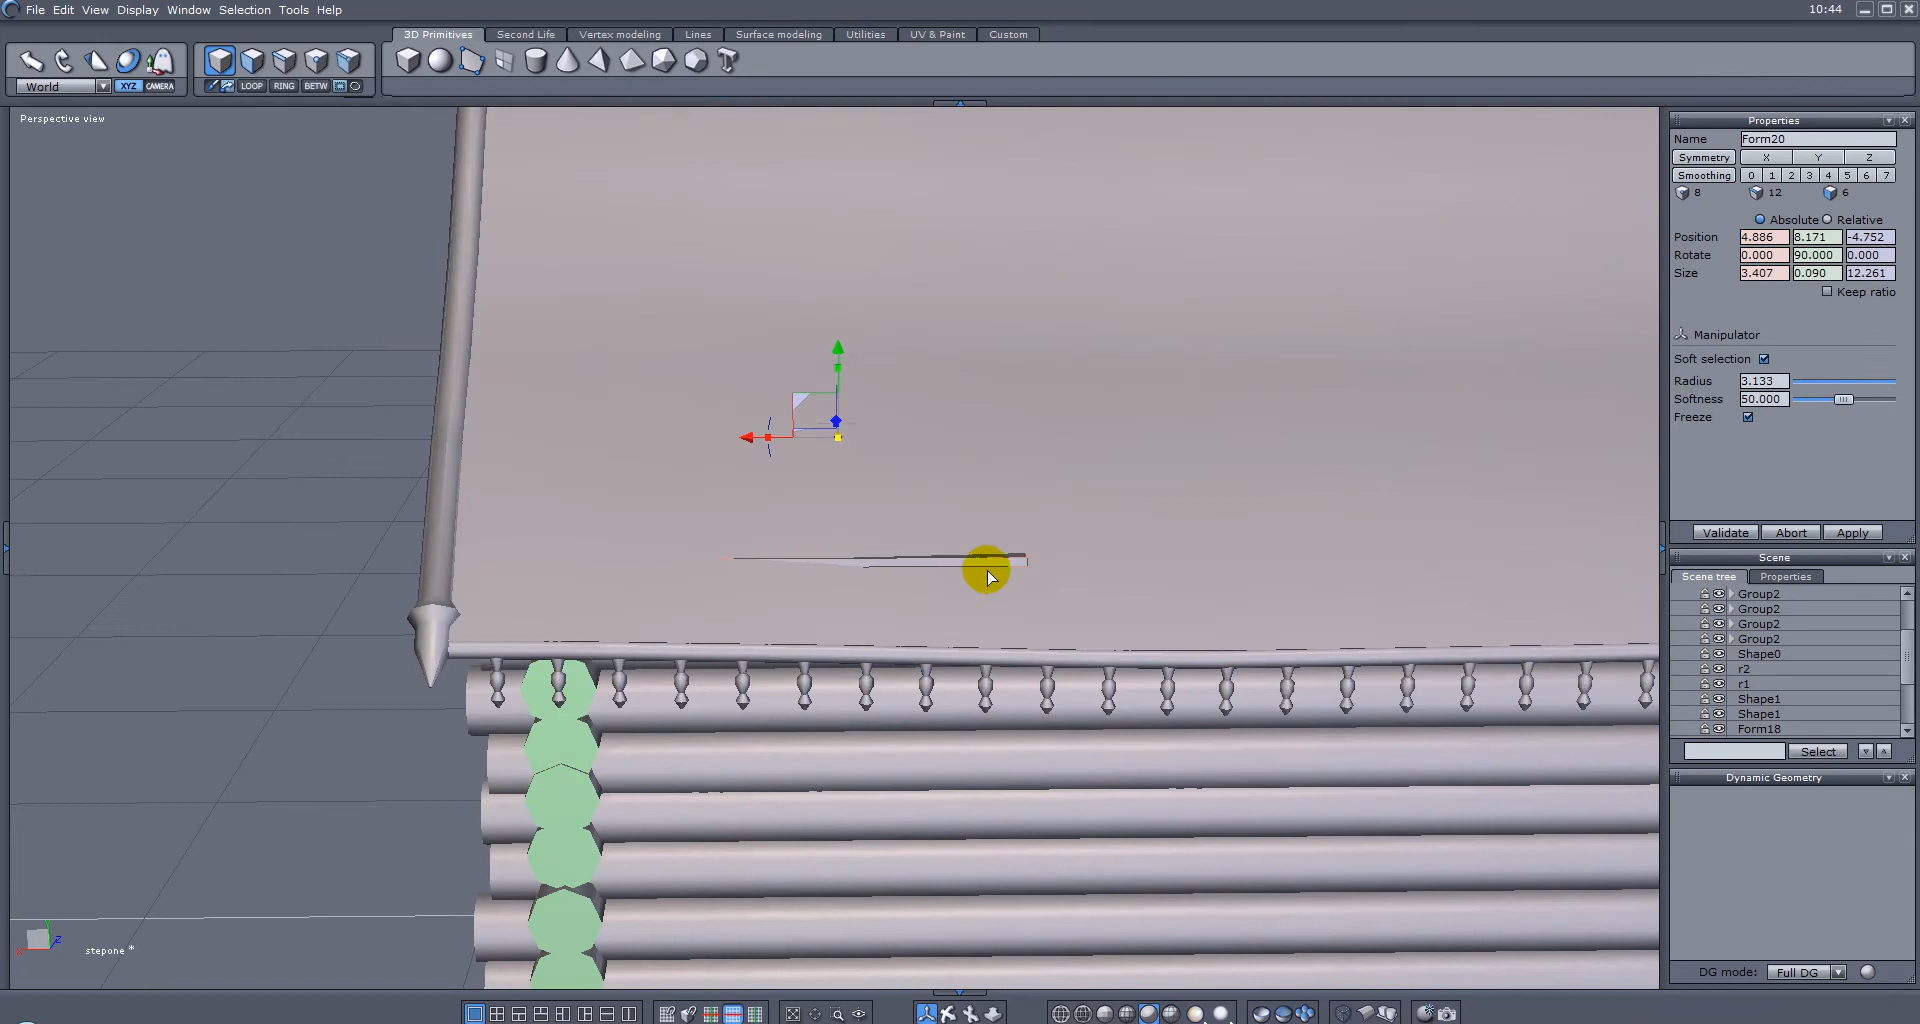 File Edit View Display Window Selection Tools Help
10:44
3D Primitives Second Life Vertex modeling Lines Surface modeling Utilities UV & Paint Custom
World XYZ CAMERA
LOOP RING BETW
Perspective view
Properties
Name Form20
Symmetry X Y Z
Smoothing 0 1 2 3 4 5 6 7
8 12 6
Absolute Relative
Position 4.886 8.171 -4.752
Rotate 0.000 90.000 0.000
Size 3.407 0.090 12.261
Keep ratio
Manipulator
Soft selection
Radius 3.133
Softness 50.000
Freeze
Validate Abort Apply
Scene
Scene tree Properties
Group2
Group2
Group2
Group2
Shape0
r2
r1
Shape1
Shape1
Form18
Select
Dynamic Geometry
DG mode: Full DG
Z
stepone *